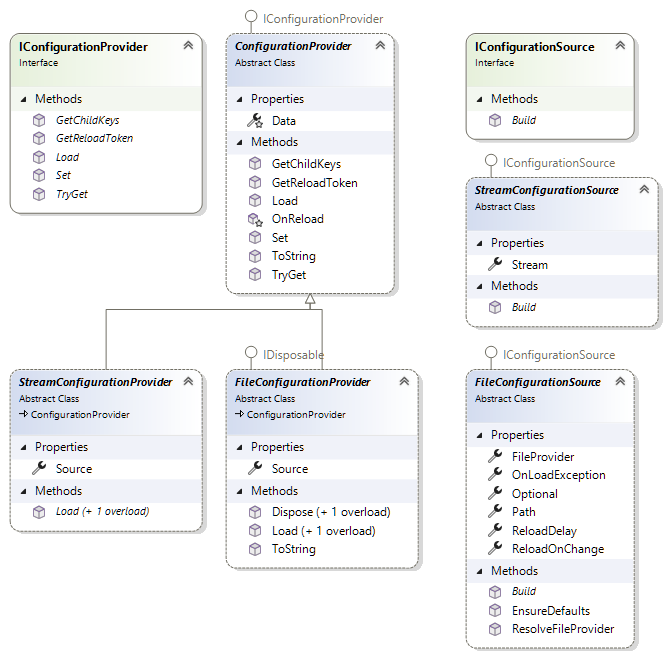 IConfigurationProvider
Interface
Methods
GetChildKeys
GetReloadToken
Load
Set
TryGet
IConfigurationProvider
ConfigurationProvider
Abstract Class
Properties
Data
Methods
GetChildKeys
GetReloadToken
Load
OnReload
Set
ToString
TryGet
IConfigurationSource
Interface
Methods
Build
IConfigurationSource
StreamConfigurationSource
Abstract Class
Properties
Stream
Methods
Build
StreamConfigurationProvider
Abstract Class
ConfigurationProvider
Properties
Source
Methods
Load (+ 1 overload)
IDisposable
FileConfigurationProvider
Abstract Class
ConfigurationProvider
Properties
Source
Methods
Dispose (+ 1 overload)
Load (+ 1 overload)
ToString
IConfigurationSource
FileConfigurationSource
Abstract Class
Properties
FileProvider
OnLoadException
Optional
Path
ReloadDelay
ReloadOnChange
Methods
Build
EnsureDefaults
ResolveFileProvider